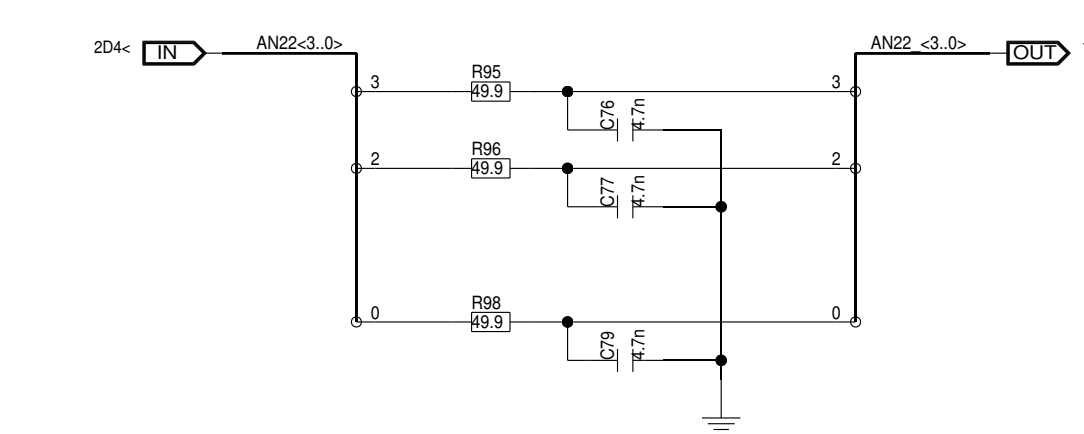 2D4< IN AN22<3..0> AN22_<3..0> OUT
3 R95 3
49.9
C76 4.7n
2 R96 2
49.9
C77 4.7n
0 R98 0
49.9
C79 4.7n